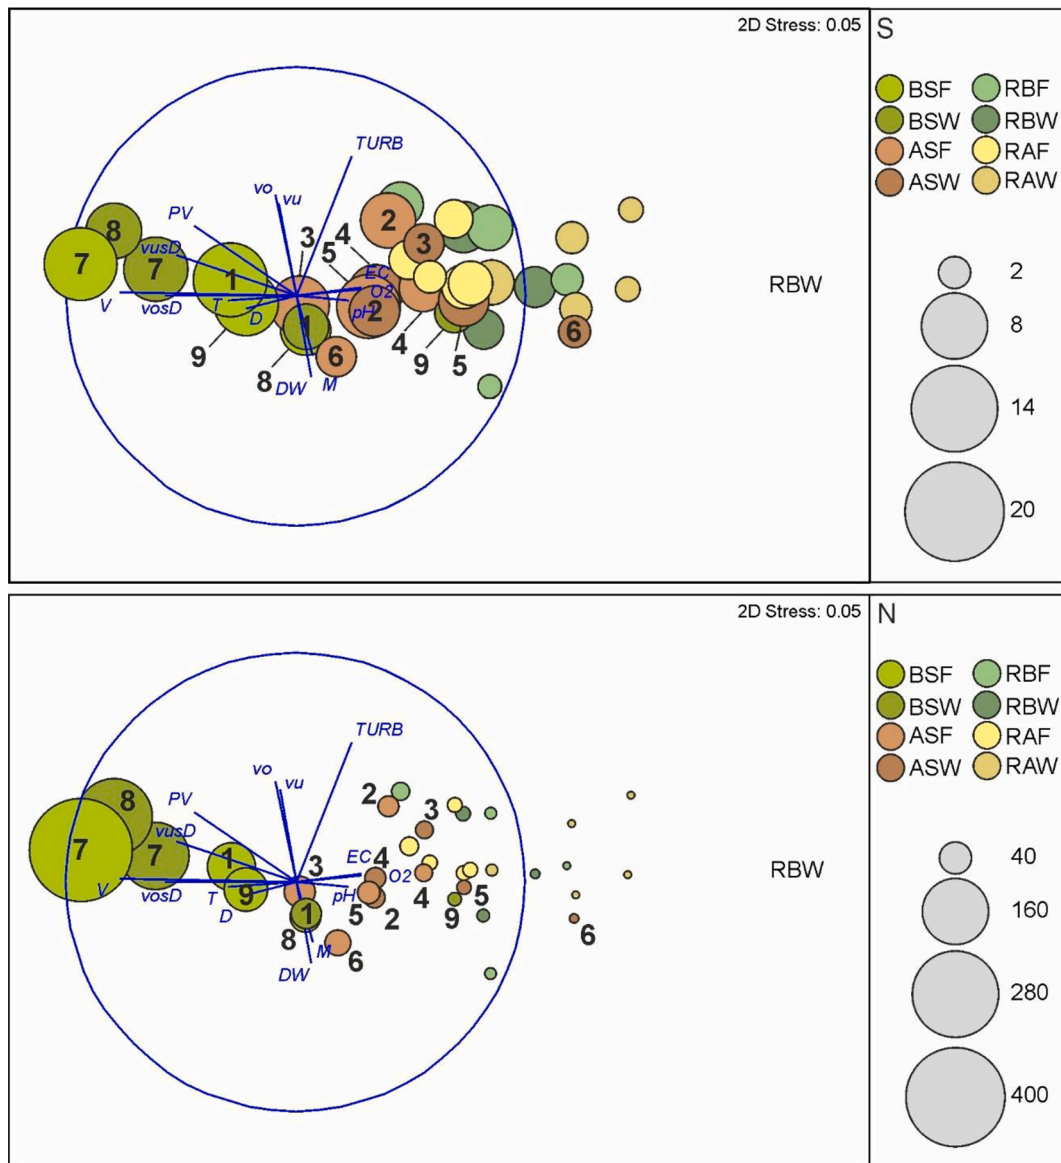 2D Stress: 0.05
S
BSF RBF
BSW RBW
ASF RAF
ASW RAW
TURB
vo
vu
PV
8
2
3
4
3
vusD
7
7
1
5
EC
O2
RBW
2
V
vosD
T
D
pH
1
6
9
8
4
9
5
6
DW
M
2
8
14
20
2D Stress: 0.05
N
BSF RBF
BSW RBW
ASF RAF
ASW RAW
TURB
vo
vu
PV
8
2
3
vusD
7
7
1
3
EC
4
O2
RBW
V
vosD
T
9
D
pH
4
5
1
5
2
9
8
6
6
M
DW
40
160
280
400